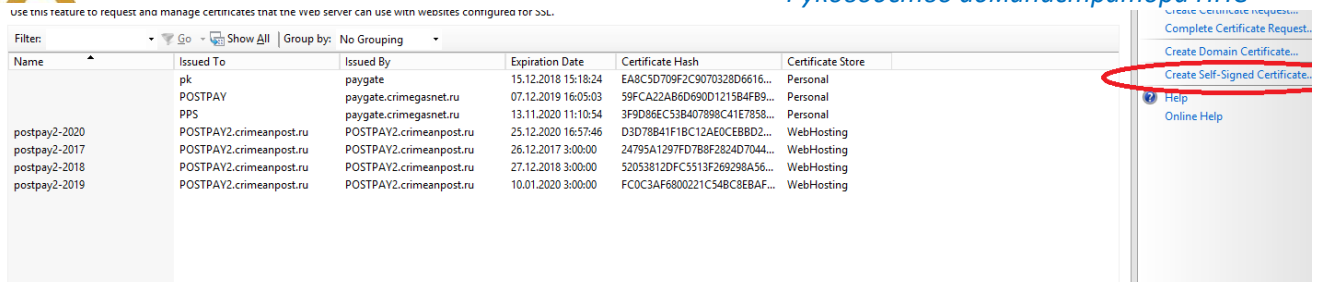 Use this feature to request and manage certificates that the Web server can use with websites configured for SSL.
Руководство администратора ППС
Filter: Go Show All Group by: No Grouping
Name Issued To Issued By Expiration Date Certificate Hash Certificate Store
pk paygate 15.12.2018 15:18:24 EA8C5D709F2C9070328D6616... Personal
POSTPAY paygate.crimegasnet.ru 07.12.2019 16:05:03 59FCA22AB6D690D1215B4FB9... Personal
PPS paygate.crimegasnet.ru 13.11.2020 11:10:54 3F9D86EC53B407898C41E7858... Personal
postpay2-2020 POSTPAY2.crimeanpost.ru POSTPAY2.crimeanpost.ru 25.12.2020 16:57:46 D3D78B41F1BC12AE0CEBBD2... WebHosting
postpay2-2017 POSTPAY2.crimeanpost.ru POSTPAY2.crimeanpost.ru 26.12.2017 3:00:00 24795A1297FD7B8F2824D7044... WebHosting
postpay2-2018 POSTPAY2.crimeanpost.ru POSTPAY2.crimeanpost.ru 27.12.2018 3:00:00 52053812DFC5513F269298A56... WebHosting
postpay2-2019 POSTPAY2.crimeanpost.ru POSTPAY2.crimeanpost.ru 10.01.2020 3:00:00 FC0C3AF6800221C54BC8EBAF... WebHosting
Create Certificate Request...
Complete Certificate Request...
Create Domain Certificate...
Create Self-Signed Certificate...
Help
Online Help